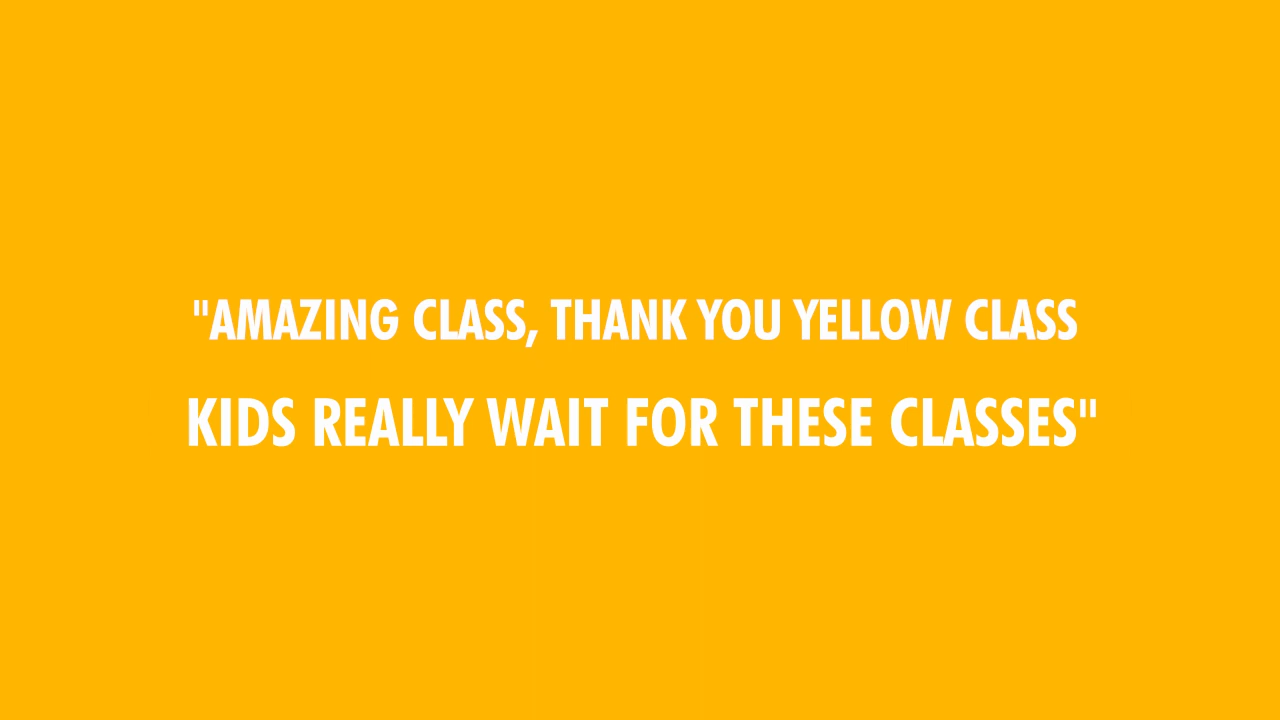 "AMAZING CLASS, THANK YOU YELLOW CLASS
KIDS REALLY WAIT FOR THESE CLASSES"